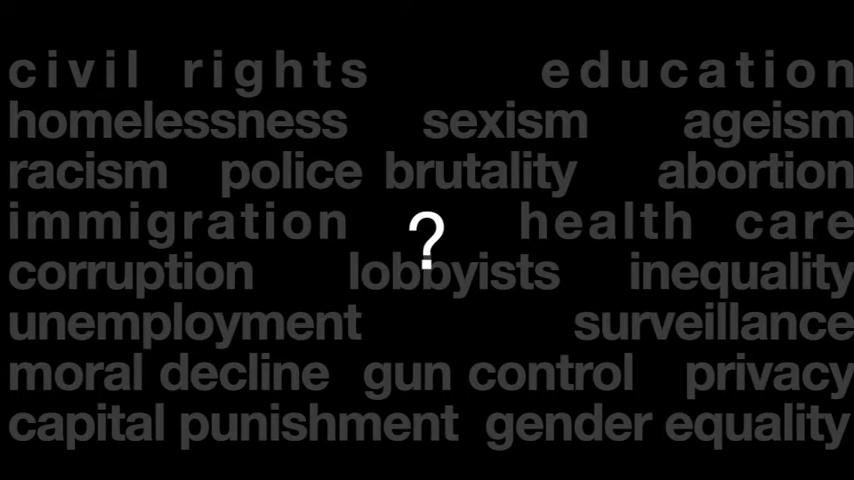 civil rights education
homelessness sexism ageism
racism police brutality abortion
immigration ? health care
corruption lobbyists inequality
unemployment surveillance
moral decline gun control privacy
capital punishment gender equality